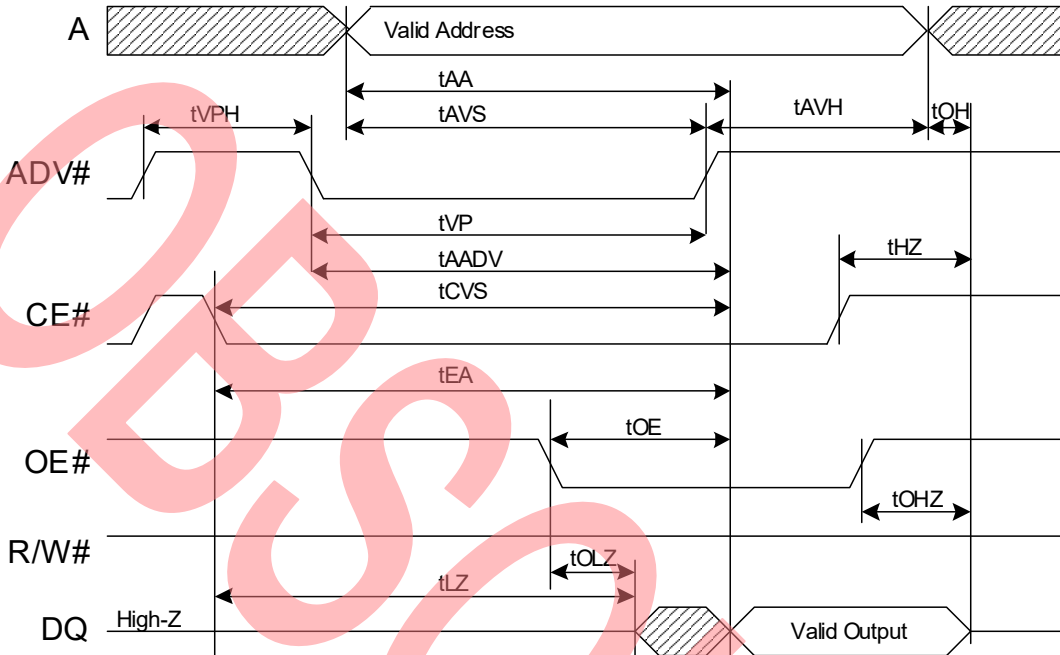 A
Valid Address
tAA
tVPH
tAVS
tAVH
tOH
ADV#
tVP
tAADV
tHZ
tCVS
CE#
tEA
tOE
OE#
tOHZ
R/W#
tOLZ
tLZ
DQ
High-Z
Valid Output
OBSO